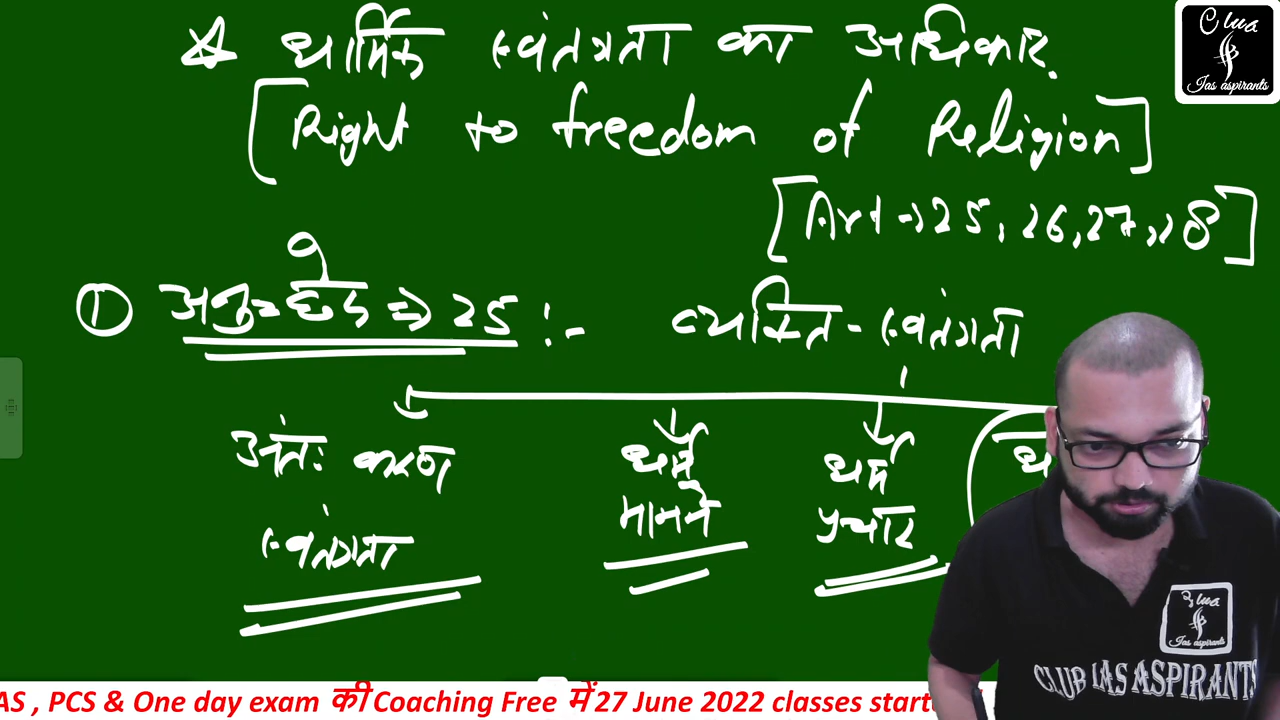 Club
Ias aspirants
धार्मिक स्वतंत्रता का अधिकार.
[Right to freedom of Religion]
[Art → 25, 26, 27, 28]
① अनुच्छेद ⇒ 25 :- व्यक्ति - स्वतंत्रता
अंतः करण धर्म धर्म
स्वतंत्रता मानने प्रचार
Ias aspirants
CLUB IAS ASPIRANTS
AS , PCS & One day exam की Coaching Free में 27 June 2022 classes start